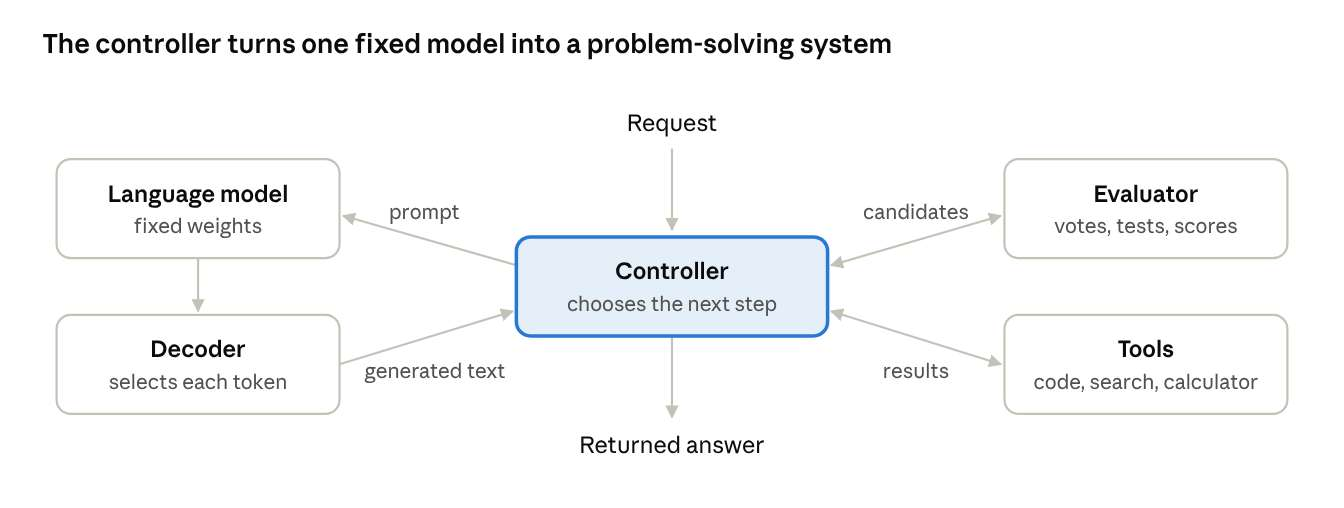 The controller turns one fixed model into a problem-solving system
Request
Language model
fixed weights
prompt
candidates
Evaluator
votes, tests, scores
Controller
chooses the next step
Decoder
selects each token
generated text
results
Tools
code, search, calculator
Returned answer